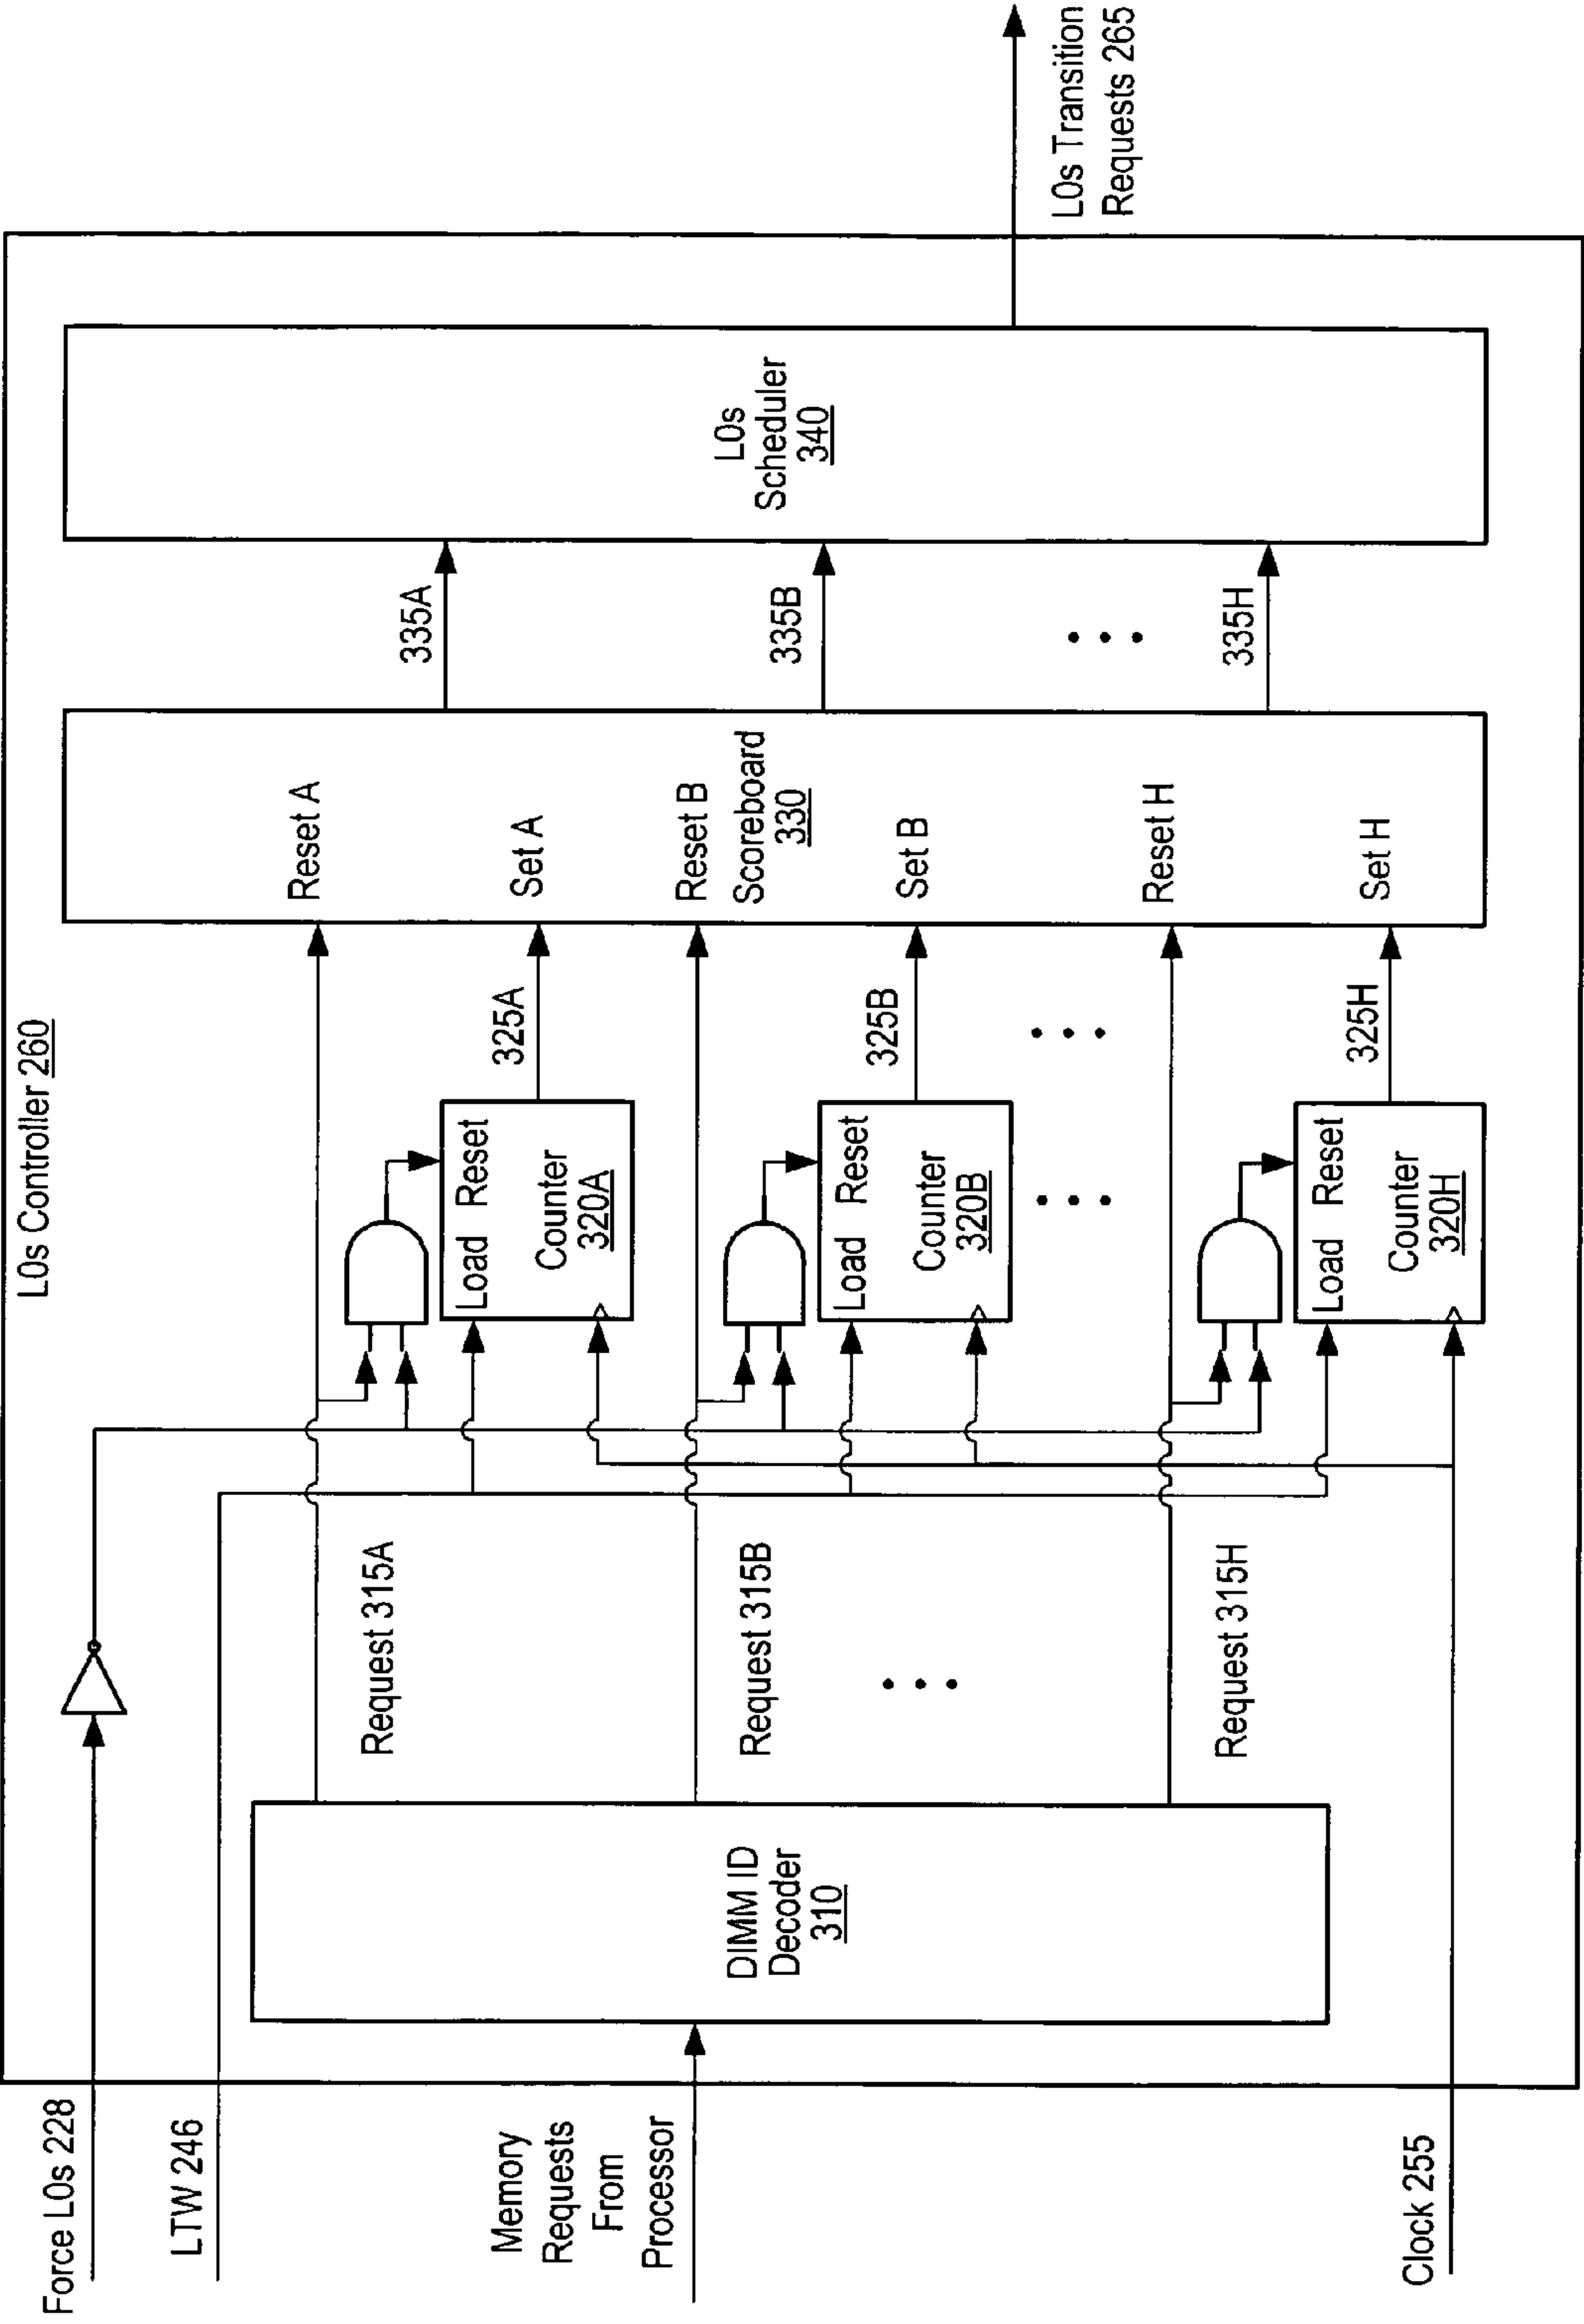 L0s Controller 260
Force L0s 228
LTW 246
Memory
Requests
From
Processor
Clock 255
DIMM ID
Decoder
310
Request 315A
Request 315B
Request 315H
Load Reset
Counter
320A
Load Reset
Counter
320B
Load Reset
Counter
320H
325A
325B
325H
Reset A
Set A
Reset B
Scoreboard
330
Set B
Reset H
Set H
335A
335B
335H
L0s
Scheduler
340
L0s Transition
Requests 265